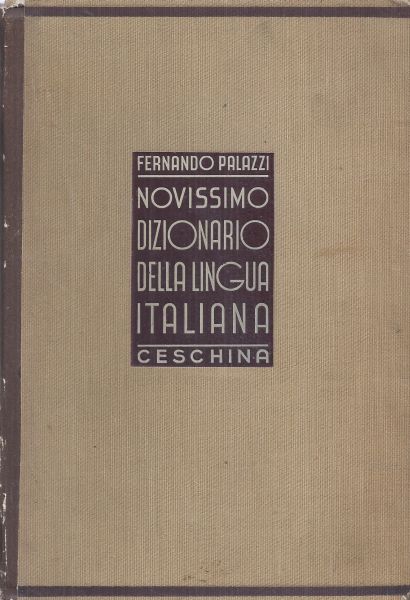 FERNANDO PALAZZI
NOVISSIMO
DIZIONARIO
DELLA LINGUA
ITALIANA
CESCHINA